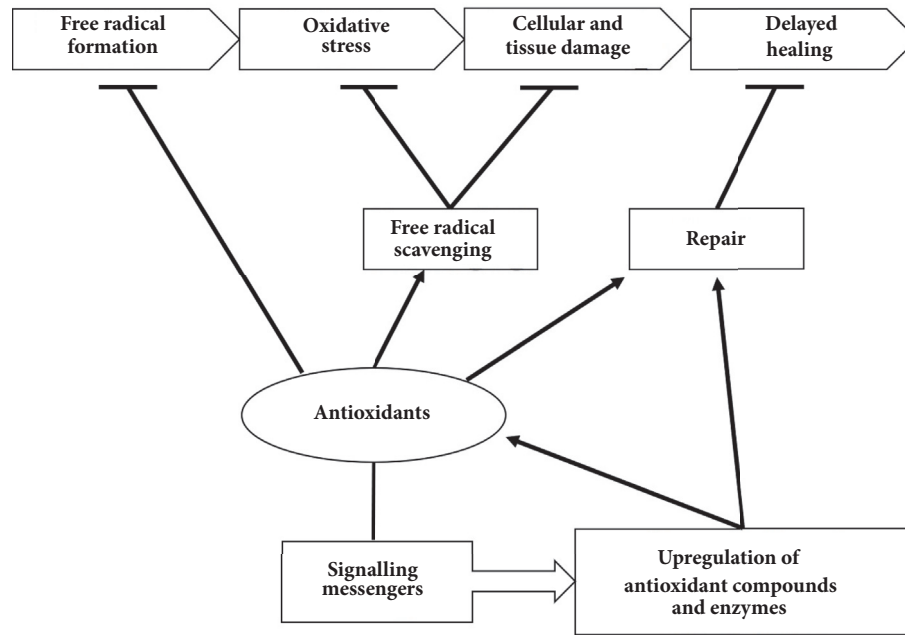 Free radical
formation
Oxidative
stress
Cellular and
tissue damage
Delayed
healing
Free radical
scavenging
Repair
Antioxidants
Signalling
messengers
Upregulation of
antioxidant compounds
and enzymes